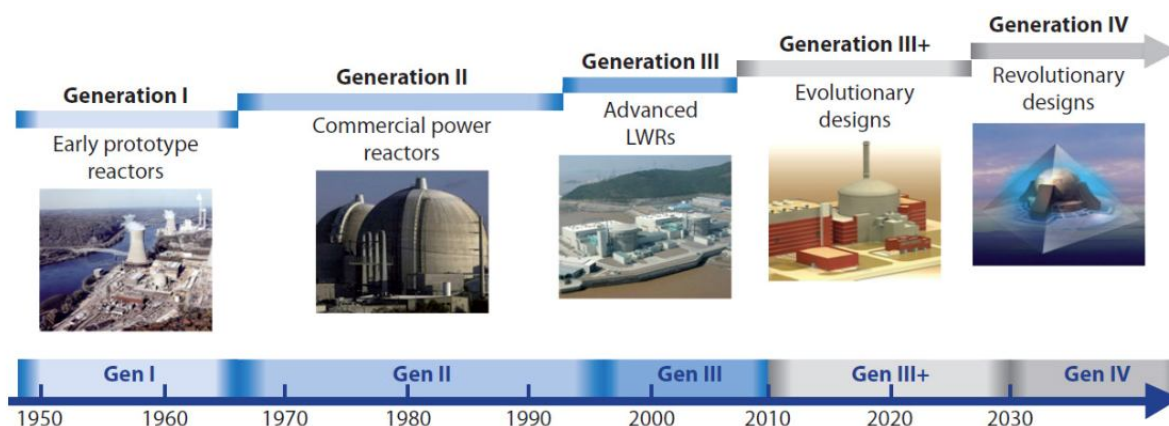 Generation I
Early prototype
reactors
Generation II
Commercial power
reactors
Generation III
Advanced
LWRs
Generation III+
Evolutionary
designs
Generation IV
Revolutionary
designs
Gen I Gen II Gen III Gen III+ Gen IV
1950 1960 1970 1980 1990 2000 2010 2020 2030